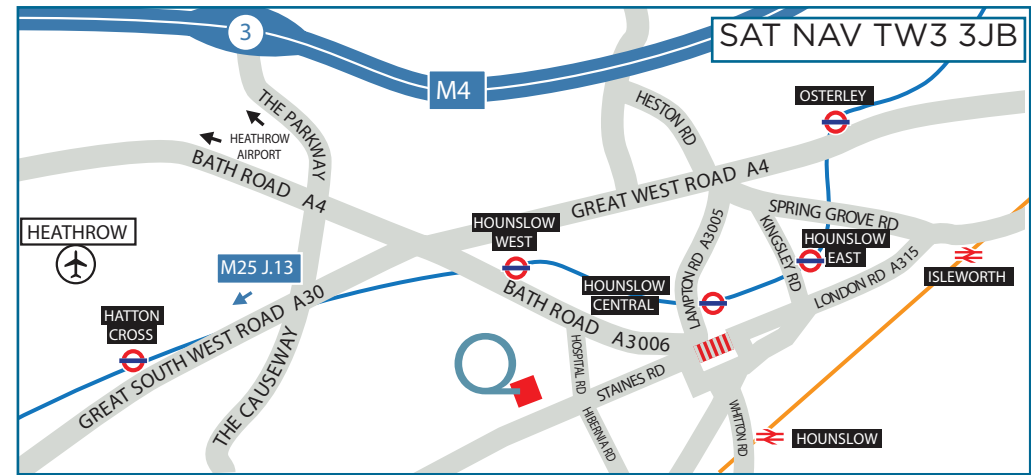 SAT NAV TW3 3JB
3
M4
OSTERLEY
THE PARKWAY
HESTON RD
HEATHROW
AIRPORT
BATH ROAD A4
GREAT WEST ROAD A4
SPRING GROVE RD
HEATHROW
HOUNSLOW
WEST
LAMPTON RD A3005
KINGSLEY RD
HOUNSLOW
EAST
M25 J.13
HOUNSLOW
CENTRAL
LONDON RD A315
ISLEWORTH
HATTON
CROSS
GREAT SOUTH WEST ROAD A30
BATH ROAD A3006
THE CAUSEWAY
HOSPITAL RD
STAINES RD
HIBERNIA RD
WHITTON RD
HOUNSLOW